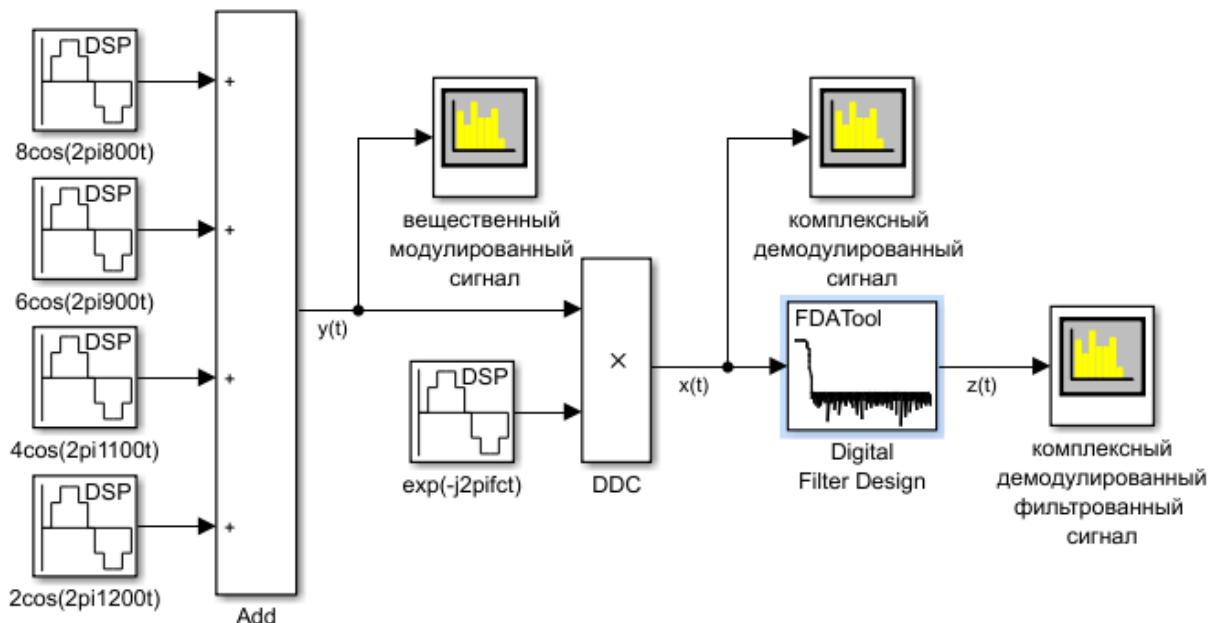 DSP
8cos(2pi800t)
DSP
6cos(2pi900t)
DSP
4cos(2pi1100t)
DSP
2cos(2pi1200t)
+
+
+
+
Add
y(t)
вещественный
модулированный
сигнал
DSP
exp(-j2pifct)
×
DDC
x(t)
комплексный
демодулированный
сигнал
FDATool
Digital
Filter Design
z(t)
комплексный
демодулированный
фильтрованный
сигнал